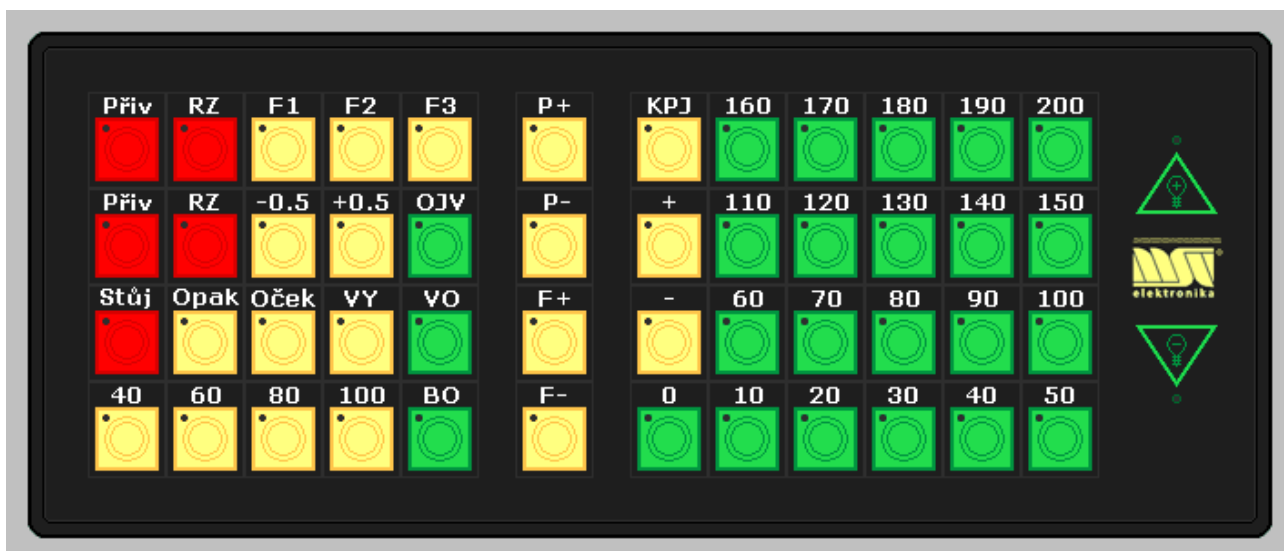 Přiv RZ F1 F2 F3 P+ KPJ 160 170 180 190 200
Přiv RZ -0.5 +0.5 OJV P- + 110 120 130 140 150
Stůj Opak Oček VY VO F+ - 60 70 80 90 100
40 60 80 100 BO F- 0 10 20 30 40 50
elektronika